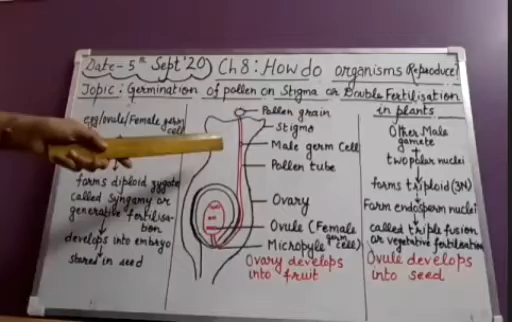 Date- 5th Sept'20 Ch 8: How do organisms Reproduce?
Topic: Germination of pollen on Stigma or Double Fertilisation in plants
egg/ovule/Female germ cell
forms diploid zygote
called Syngamy or
generative fertilisa-
tion
develops into embryo
stored in seed
Pollen grain
Stigma
Male germ Cell
Pollen tube
Ovary
Ovule (Female germ cell)
Micropyle
Ovary develops
into fruit
Other Male
gamete
two polar nuclei
forms triploid (3N)
Form endosperm nuclei
called triple fusion
or vegetative fertilisation
Ovule develops
into seed